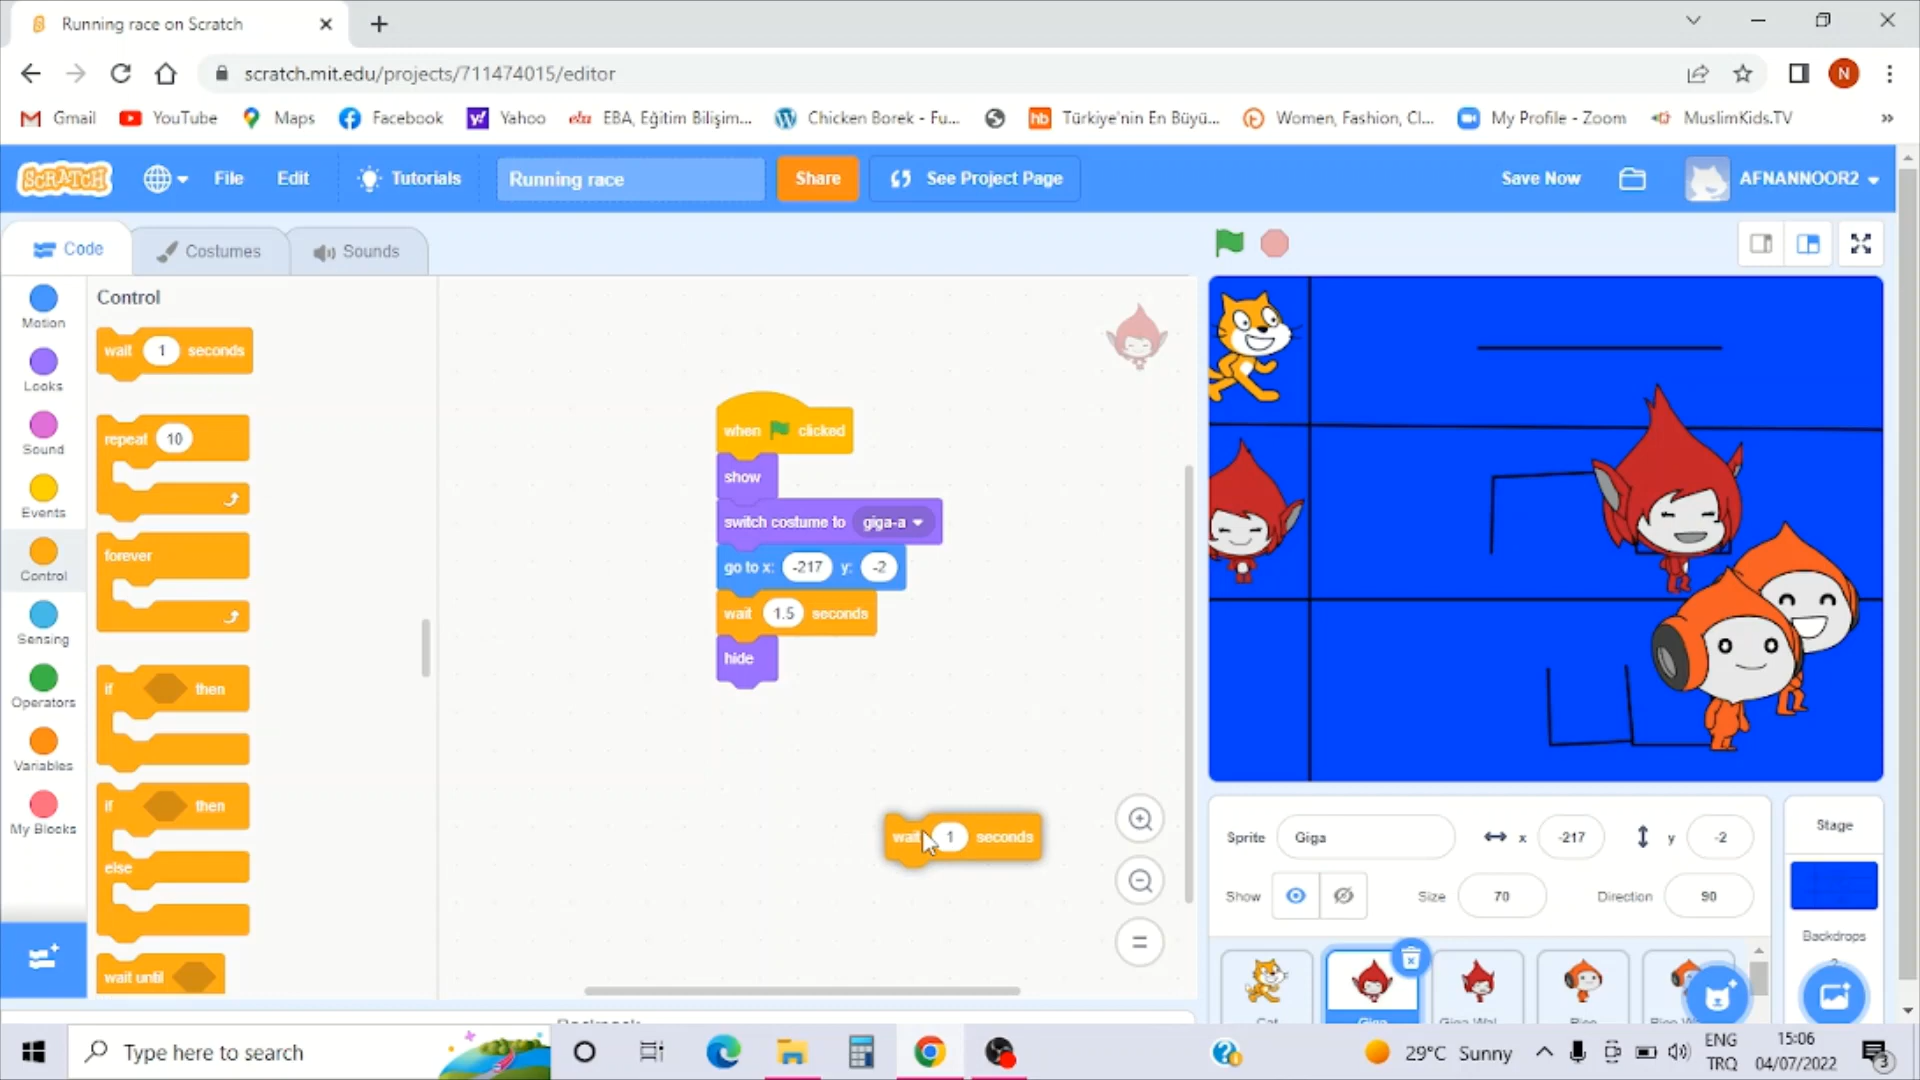 Running race on Scratch
scratch.mit.edu/projects/711474015/editor
N
Gmail YouTube Maps Facebook Yahoo EBA, Eğitim Bilişim... Chicken Borek - Fu... Türkiye'nin En Büyü... Women, Fashion, Cl... My Profile - Zoom MuslimKids.TV »
SCRATCH File Edit Tutorials Running race Share See Project Page Save Now AFNANNOOR2
Code Costumes Sounds
Motion
Looks
Sound
Events
Control
Sensing
Operators
Variables
My Blocks
Control
wait 1 seconds
repeat 10
forever
if then
if then
else
wait until
when clicked
show
switch costume to giga-a
go to x: -217 y: -2
wait 1.5 seconds
hide
wait 1 seconds
Sprite Giga x -217 y -2
Show Size 70 Direction 90
Stage
Backdrops
Cat Giga
Type here to search
29°C Sunny
ENG
TRQ
15:06
04/07/2022
3